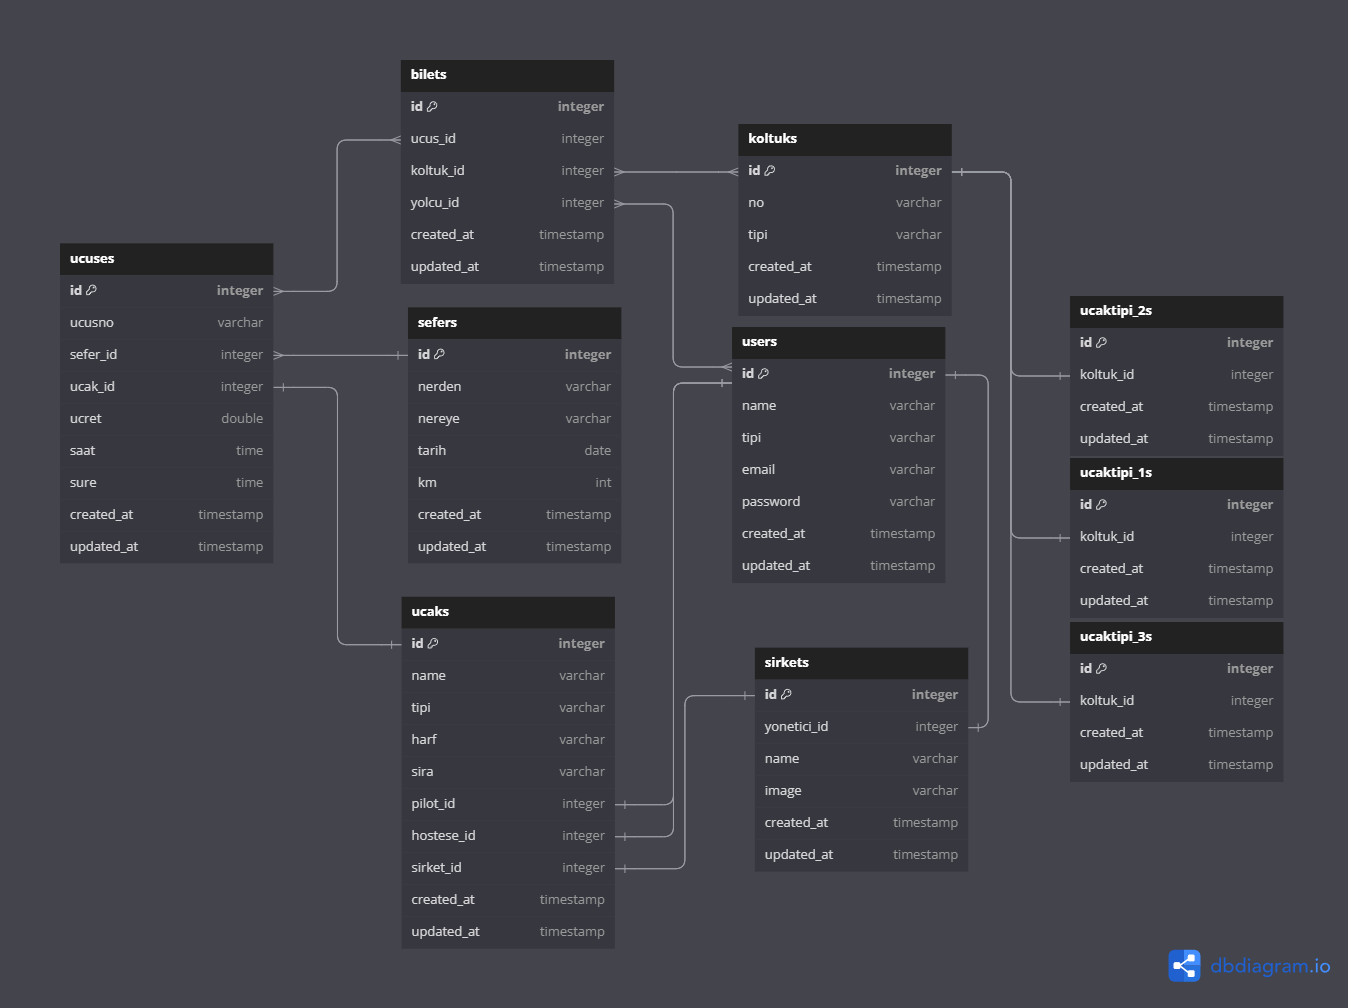 bilets
id integer
ucus_id integer
koltuk_id integer
yolcu_id integer
created_at timestamp
updated_at timestamp
koltuks
id integer
no varchar
tipi varchar
created_at timestamp
updated_at timestamp
ucuses
id integer
ucusno varchar
sefer_id integer
ucak_id integer
ucret double
saat time
sure time
created_at timestamp
updated_at timestamp
sefers
id integer
nerden varchar
nereye varchar
tarih date
km int
created_at timestamp
updated_at timestamp
users
id integer
name varchar
tipi varchar
email varchar
password varchar
created_at timestamp
updated_at timestamp
ucaktipi_2s
id integer
koltuk_id integer
created_at timestamp
updated_at timestamp
ucaktipi_1s
id integer
koltuk_id integer
created_at timestamp
updated_at timestamp
ucaktipi_3s
id integer
koltuk_id integer
created_at timestamp
updated_at timestamp
ucaks
id integer
name varchar
tipi varchar
harf varchar
sira varchar
pilot_id integer
hostese_id integer
sirket_id integer
created_at timestamp
updated_at timestamp
sirkets
id integer
yonetici_id integer
name varchar
image varchar
created_at timestamp
updated_at timestamp
dbdiagram.io